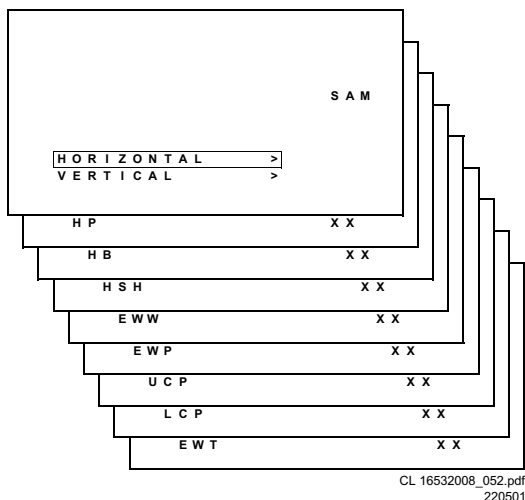 SAM
HORIZONTAL >
VERTICAL >
HP XX
HB XX
HSH XX
EWW XX
EWP XX
UCP XX
LCP XX
EWT XX
CL 16532008_052.pdf
220501